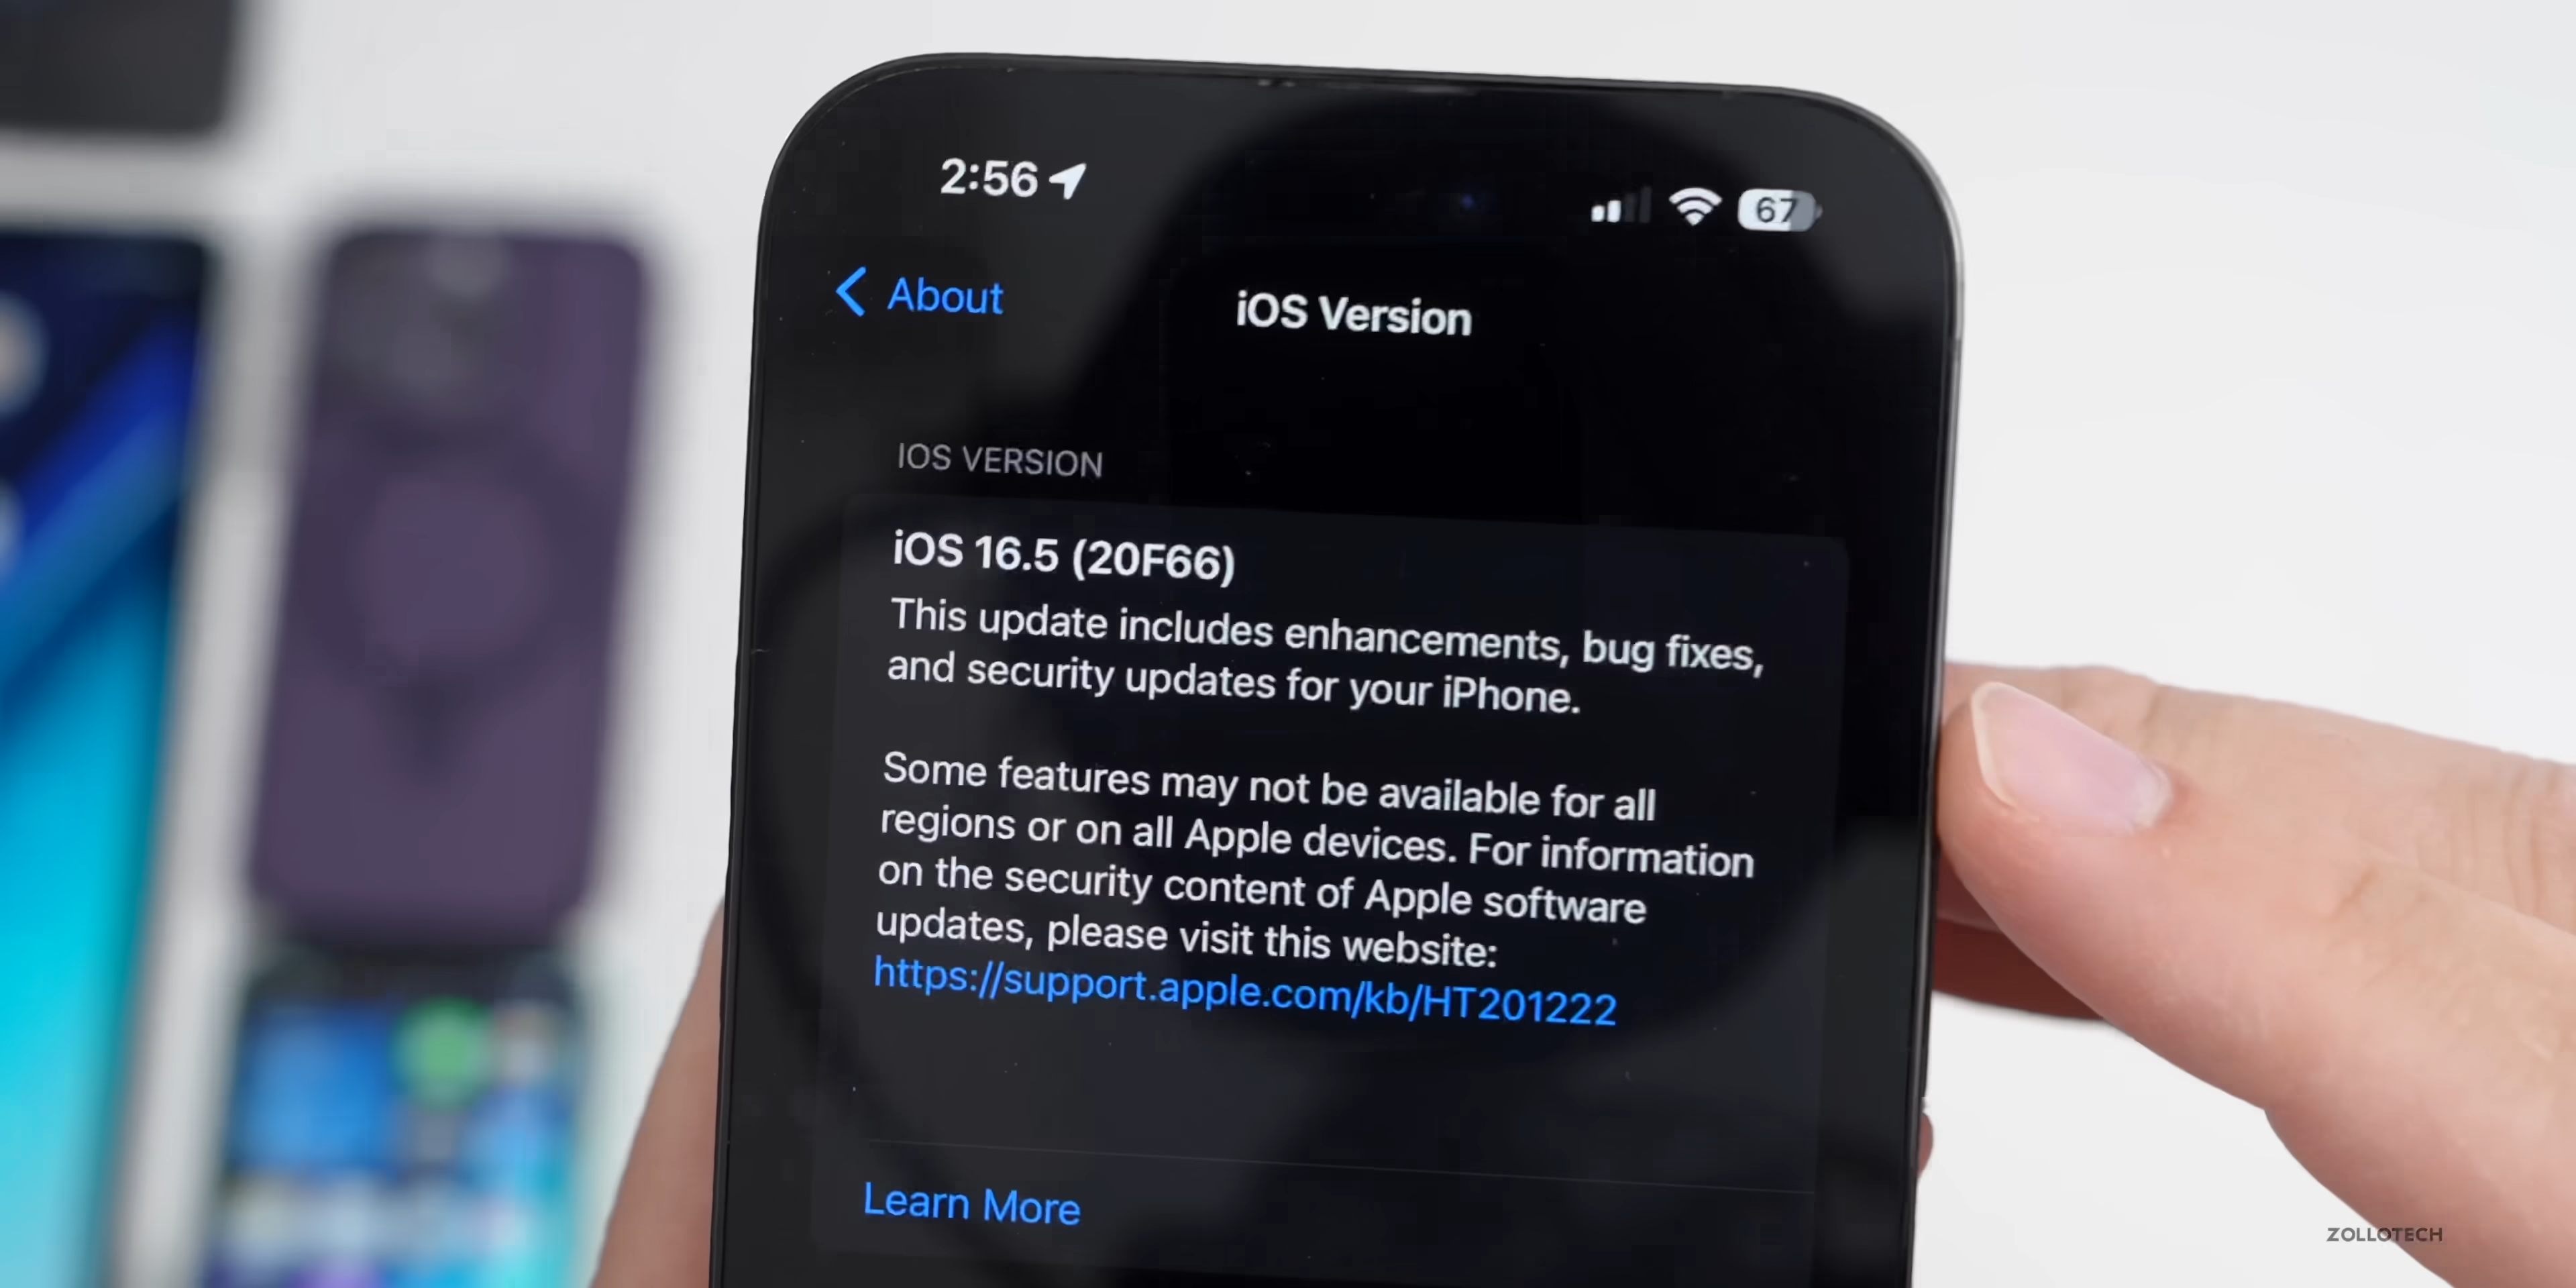 2:56
67
About
iOS Version
IOS VERSION
iOS 16.5 (20F66)
This update includes enhancements, bug fixes,
and security updates for your iPhone.
Some features may not be available for all
regions or on all Apple devices. For information
on the security content of Apple software
updates, please visit this website:
https://support.apple.com/kb/HT201222
Learn More
ZOLLOTECH